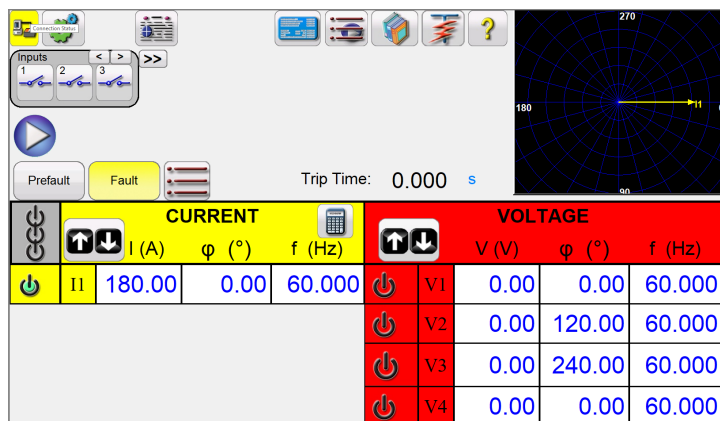 Connection Status
?
270
Inputs
< >
>>
1 2 3
180
I1
Prefault
Fault
Trip Time: 0.000 s
90
CURRENT
I (A) φ (°) f (Hz)
VOLTAGE
V (V) φ (°) f (Hz)
I1 180.00 0.00 60.000
V1 0.00 0.00 60.000
V2 0.00 120.00 60.000
V3 0.00 240.00 60.000
V4 0.00 0.00 60.000